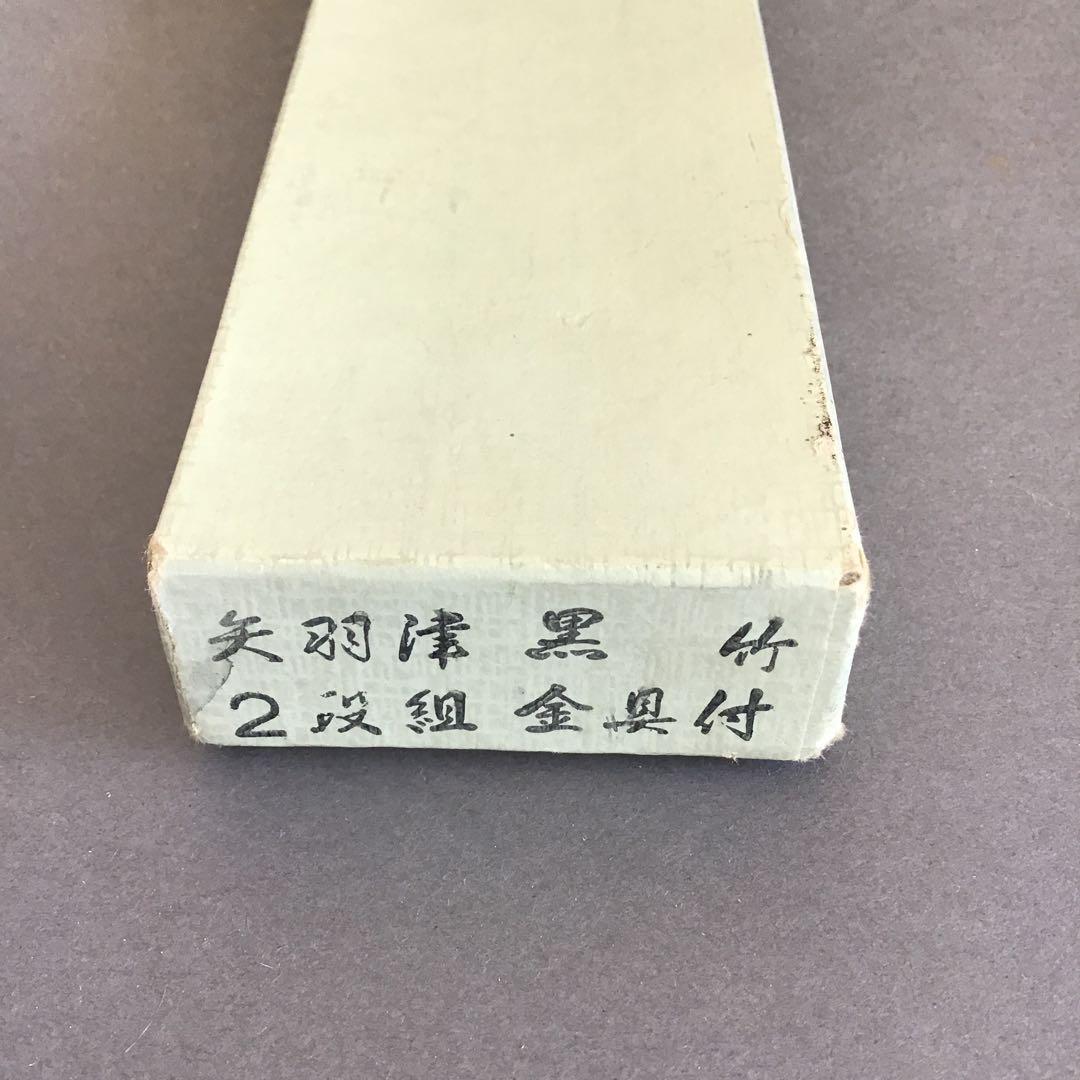 矢羽津 黒 竹
2段組 金具付